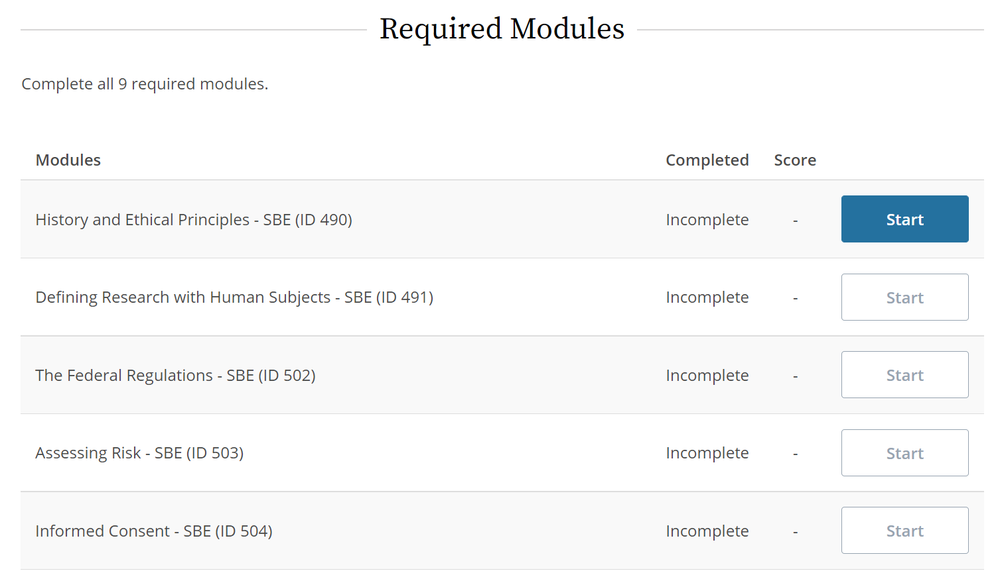 Required Modules
Complete all 9 required modules.
Modules Completed Score
History and Ethical Principles - SBE (ID 490) Incomplete - Start
Defining Research with Human Subjects - SBE (ID 491) Incomplete - Start
The Federal Regulations - SBE (ID 502) Incomplete - Start
Assessing Risk - SBE (ID 503) Incomplete - Start
Informed Consent - SBE (ID 504) Incomplete - Start